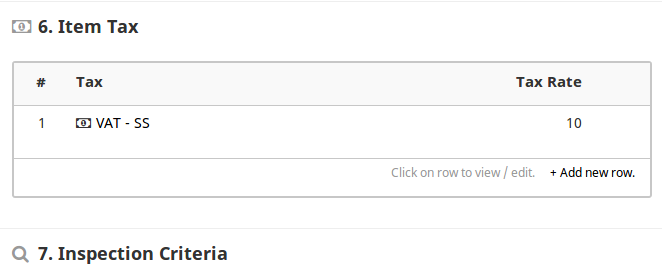 6. Item Tax
# Tax Tax Rate
1 VAT - SS 10
Click on row to view / edit. + Add new row.
7. Inspection Criteria